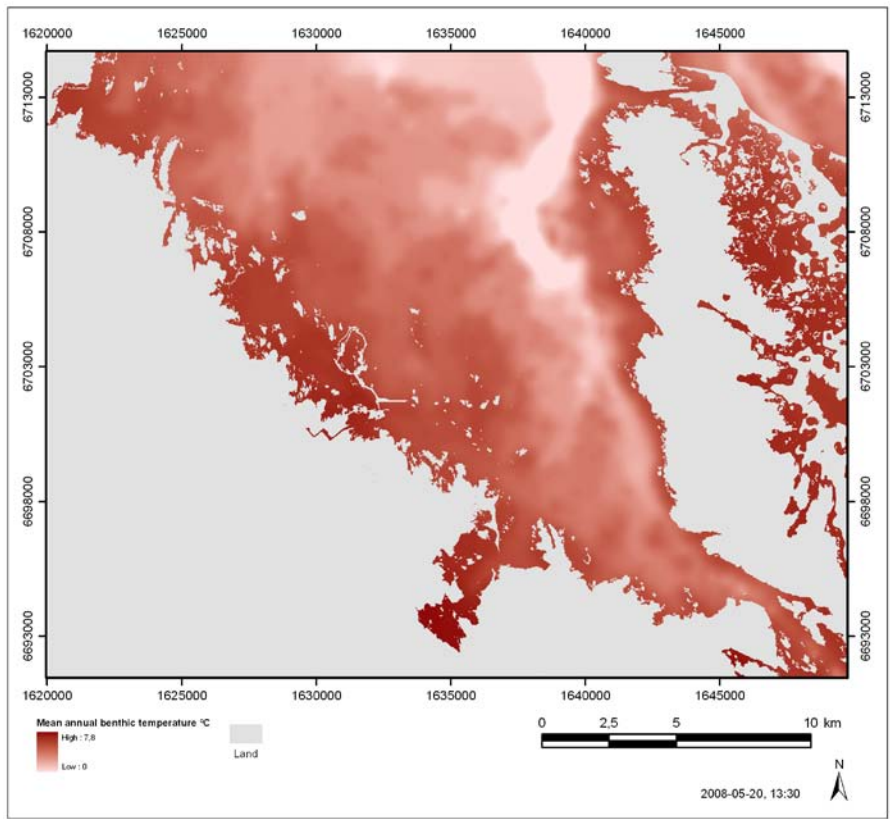 1620000 1625000 1630000 1635000 1640000 1645000
6713000 6713000
6708000 6708000
6703000 6703000
6698000 6698000
6693000 6693000
1620000 1625000 1630000 1635000 1640000 1645000
Mean annual benthic temperature °C
High : 7,8
Low : 0
Land
0 2,5 5 10 km
N
2008-05-20, 13:30